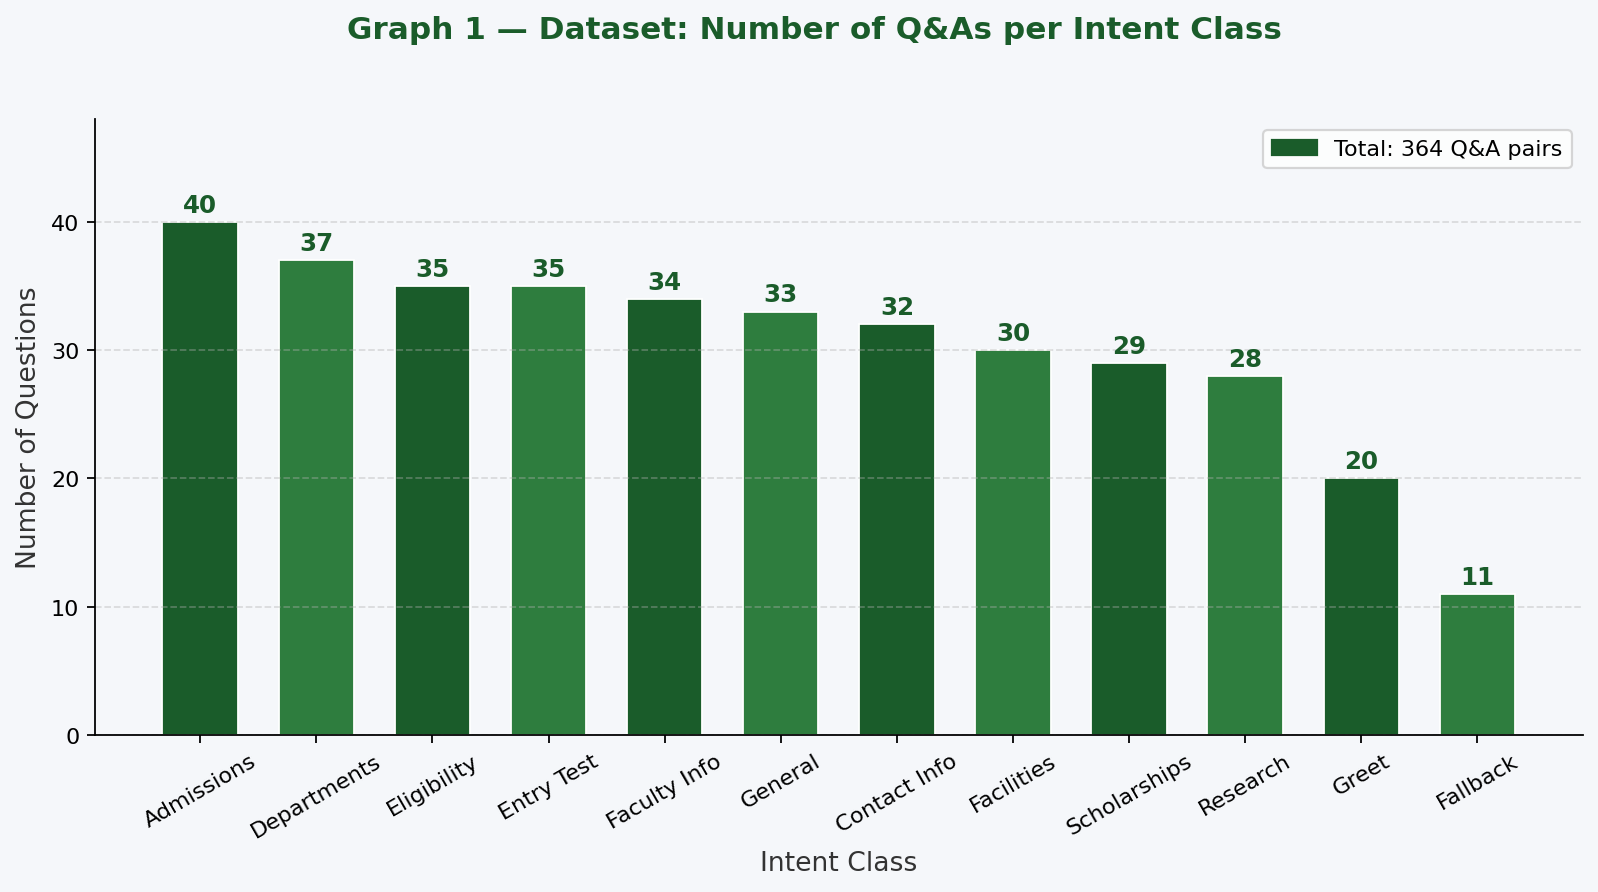 Graph 1 — Dataset: Number of Q&As per Intent Class
Total: 364 Q&A pairs
Number of Questions
40
30
20
10
0
40
37
35
35
34
33
32
30
29
28
20
11
Admissions
Departments
Eligibility
Entry Test
Faculty Info
General
Contact Info
Facilities
Scholarships
Research
Greet
Fallback
Intent Class